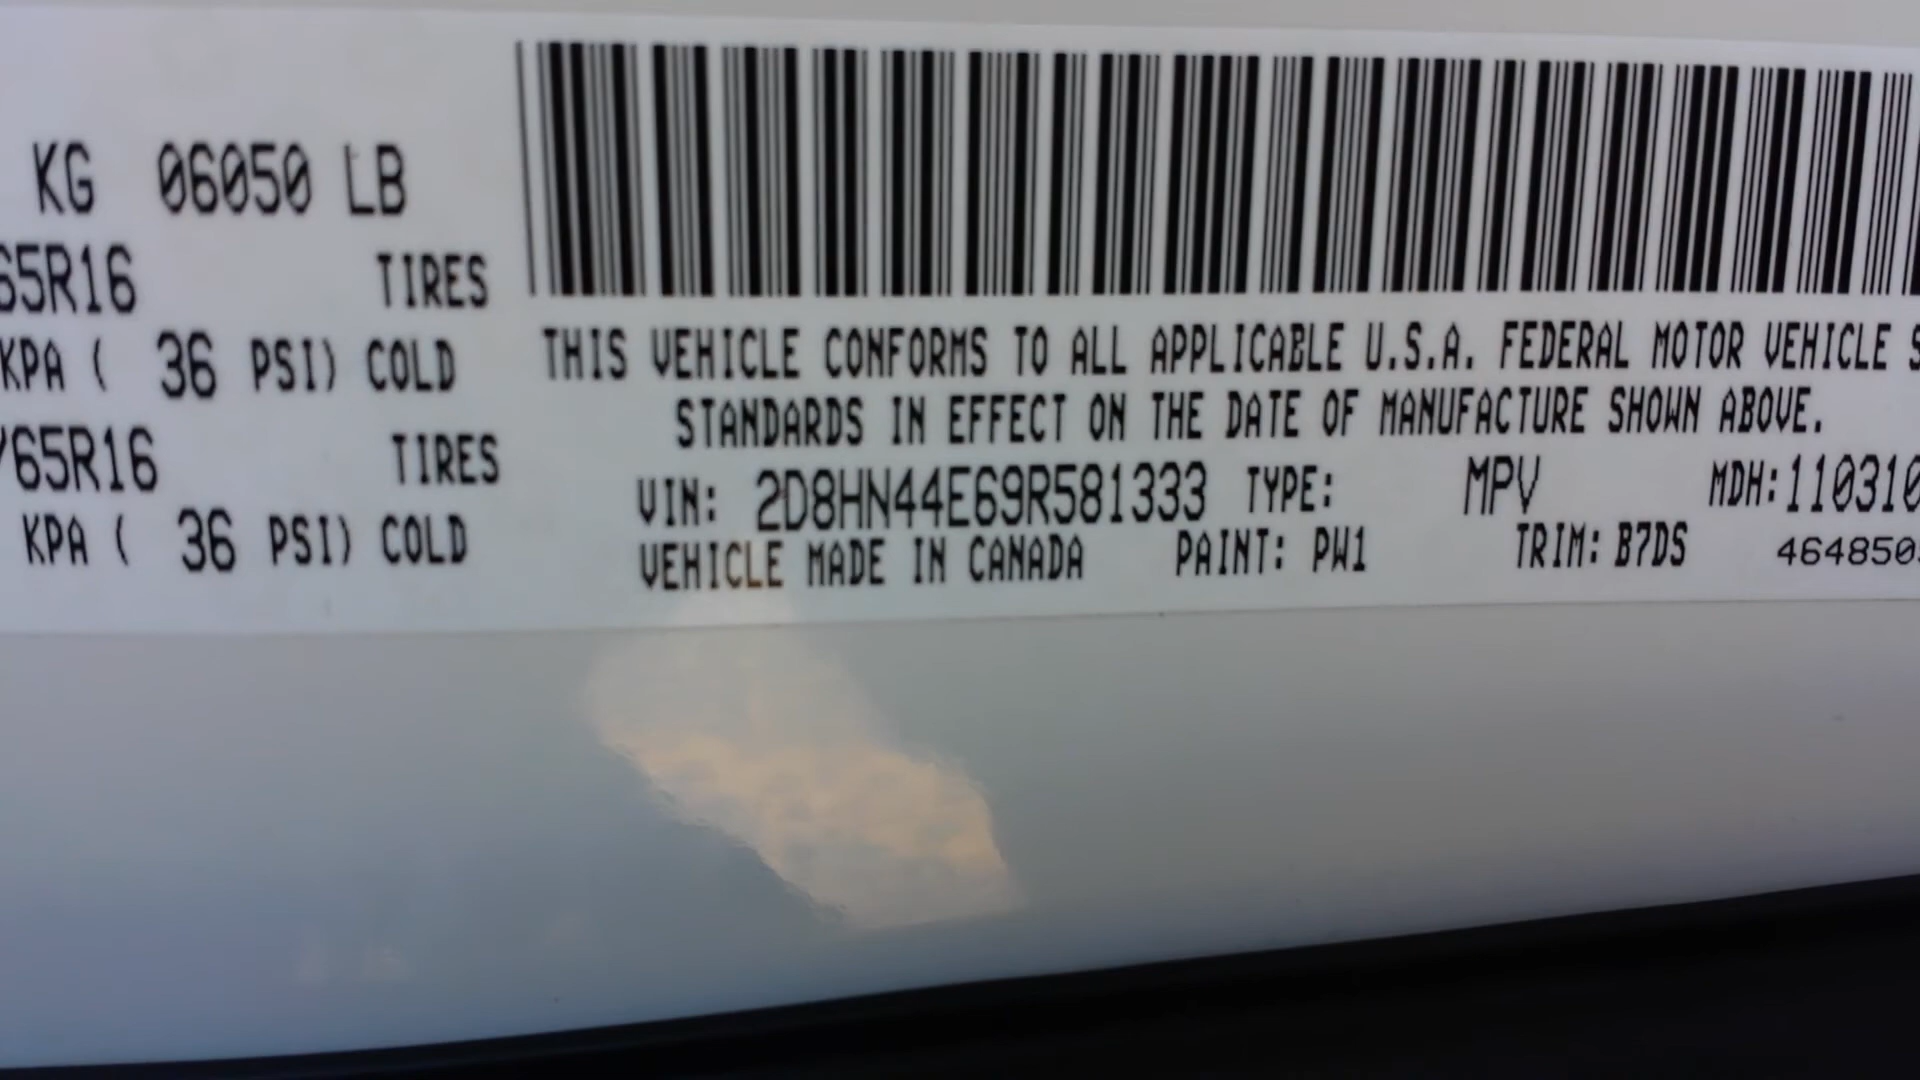 KG 06050 LB
65R16 TIRES
KPA ( 36 PSI) COLD
/65R16 TIRES
KPA ( 36 PSI) COLD
THIS VEHICLE CONFORMS TO ALL APPLICABLE U.S.A. FEDERAL MOTOR VEHICLE S
STANDARDS IN EFFECT ON THE DATE OF MANUFACTURE SHOWN ABOVE.
VIN: 2D8HN44E69R581333 TYPE: MPV MDH: 110310
VEHICLE MADE IN CANADA PAINT: PW1 TRIM: B7DS 464850